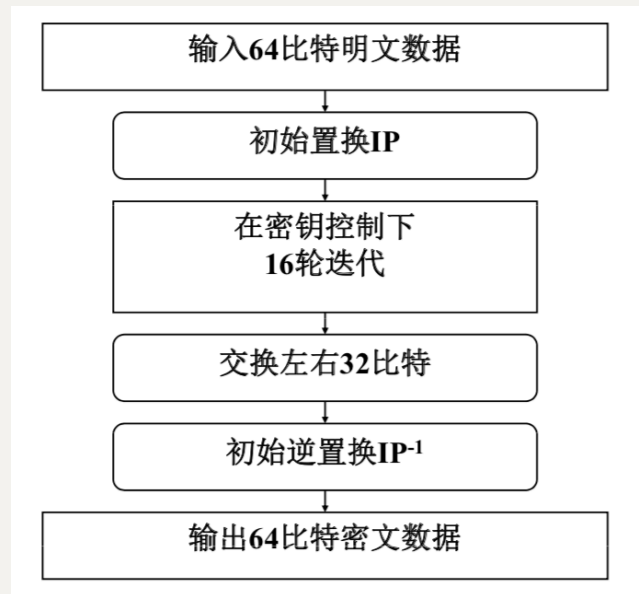 输入64比特明文数据
初始置换IP
在密钥控制下
16轮迭代
交换左右32比特
初始逆置换IP⁻¹
输出64比特密文数据